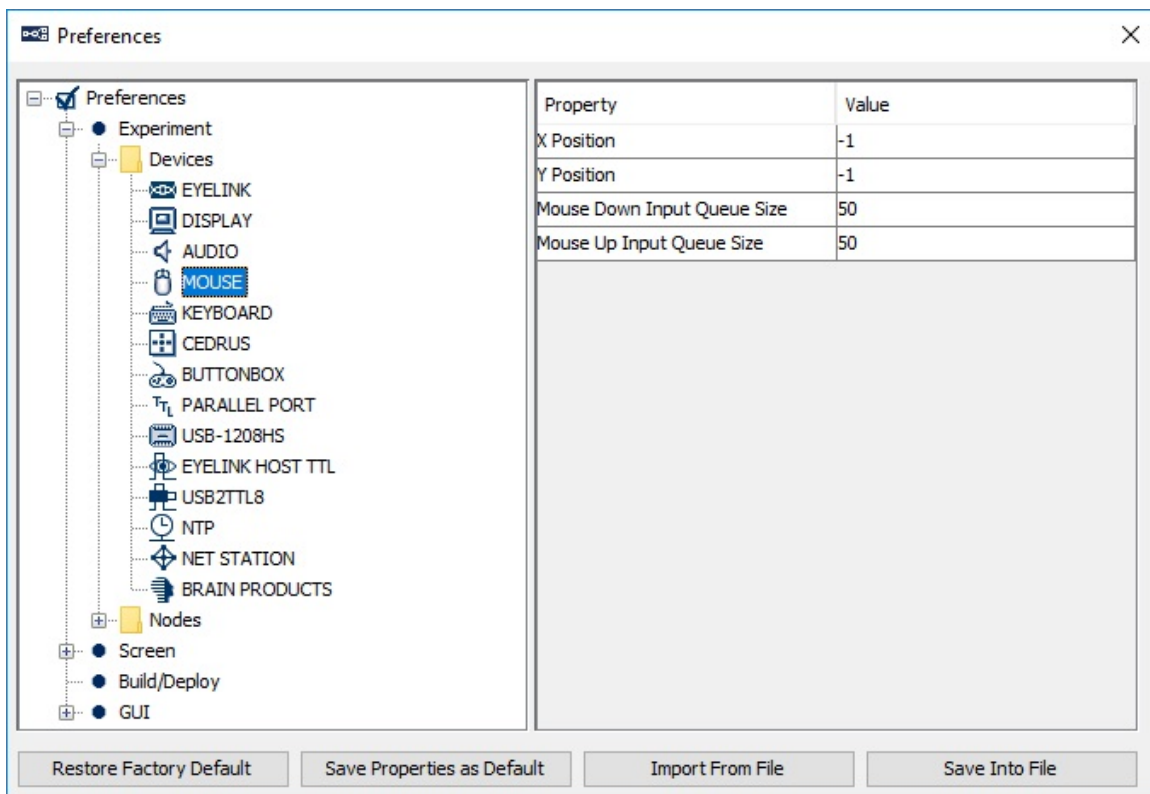 Preferences
Preferences
Experiment
Devices
EYELINK
DISPLAY
AUDIO
MOUSE
KEYBOARD
CEDRUS
BUTTONBOX
TTL PARALLEL PORT
USB-1208HS
EYELINK HOST TTL
USB2TTL8
NTP
NET STATION
BRAIN PRODUCTS
Nodes
Screen
Build/Deploy
GUI
Property Value
X Position -1
Y Position -1
Mouse Down Input Queue Size 50
Mouse Up Input Queue Size 50
Restore Factory Default Save Properties as Default Import From File Save Into File